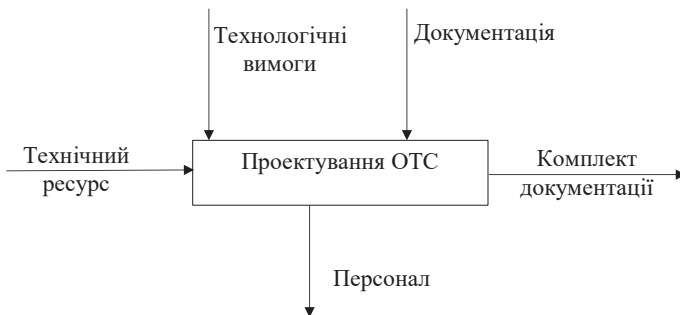 Технологічні
вимоги
Документація
Технічний
ресурс
Проектування ОТС
Комплект
документації
Персонал